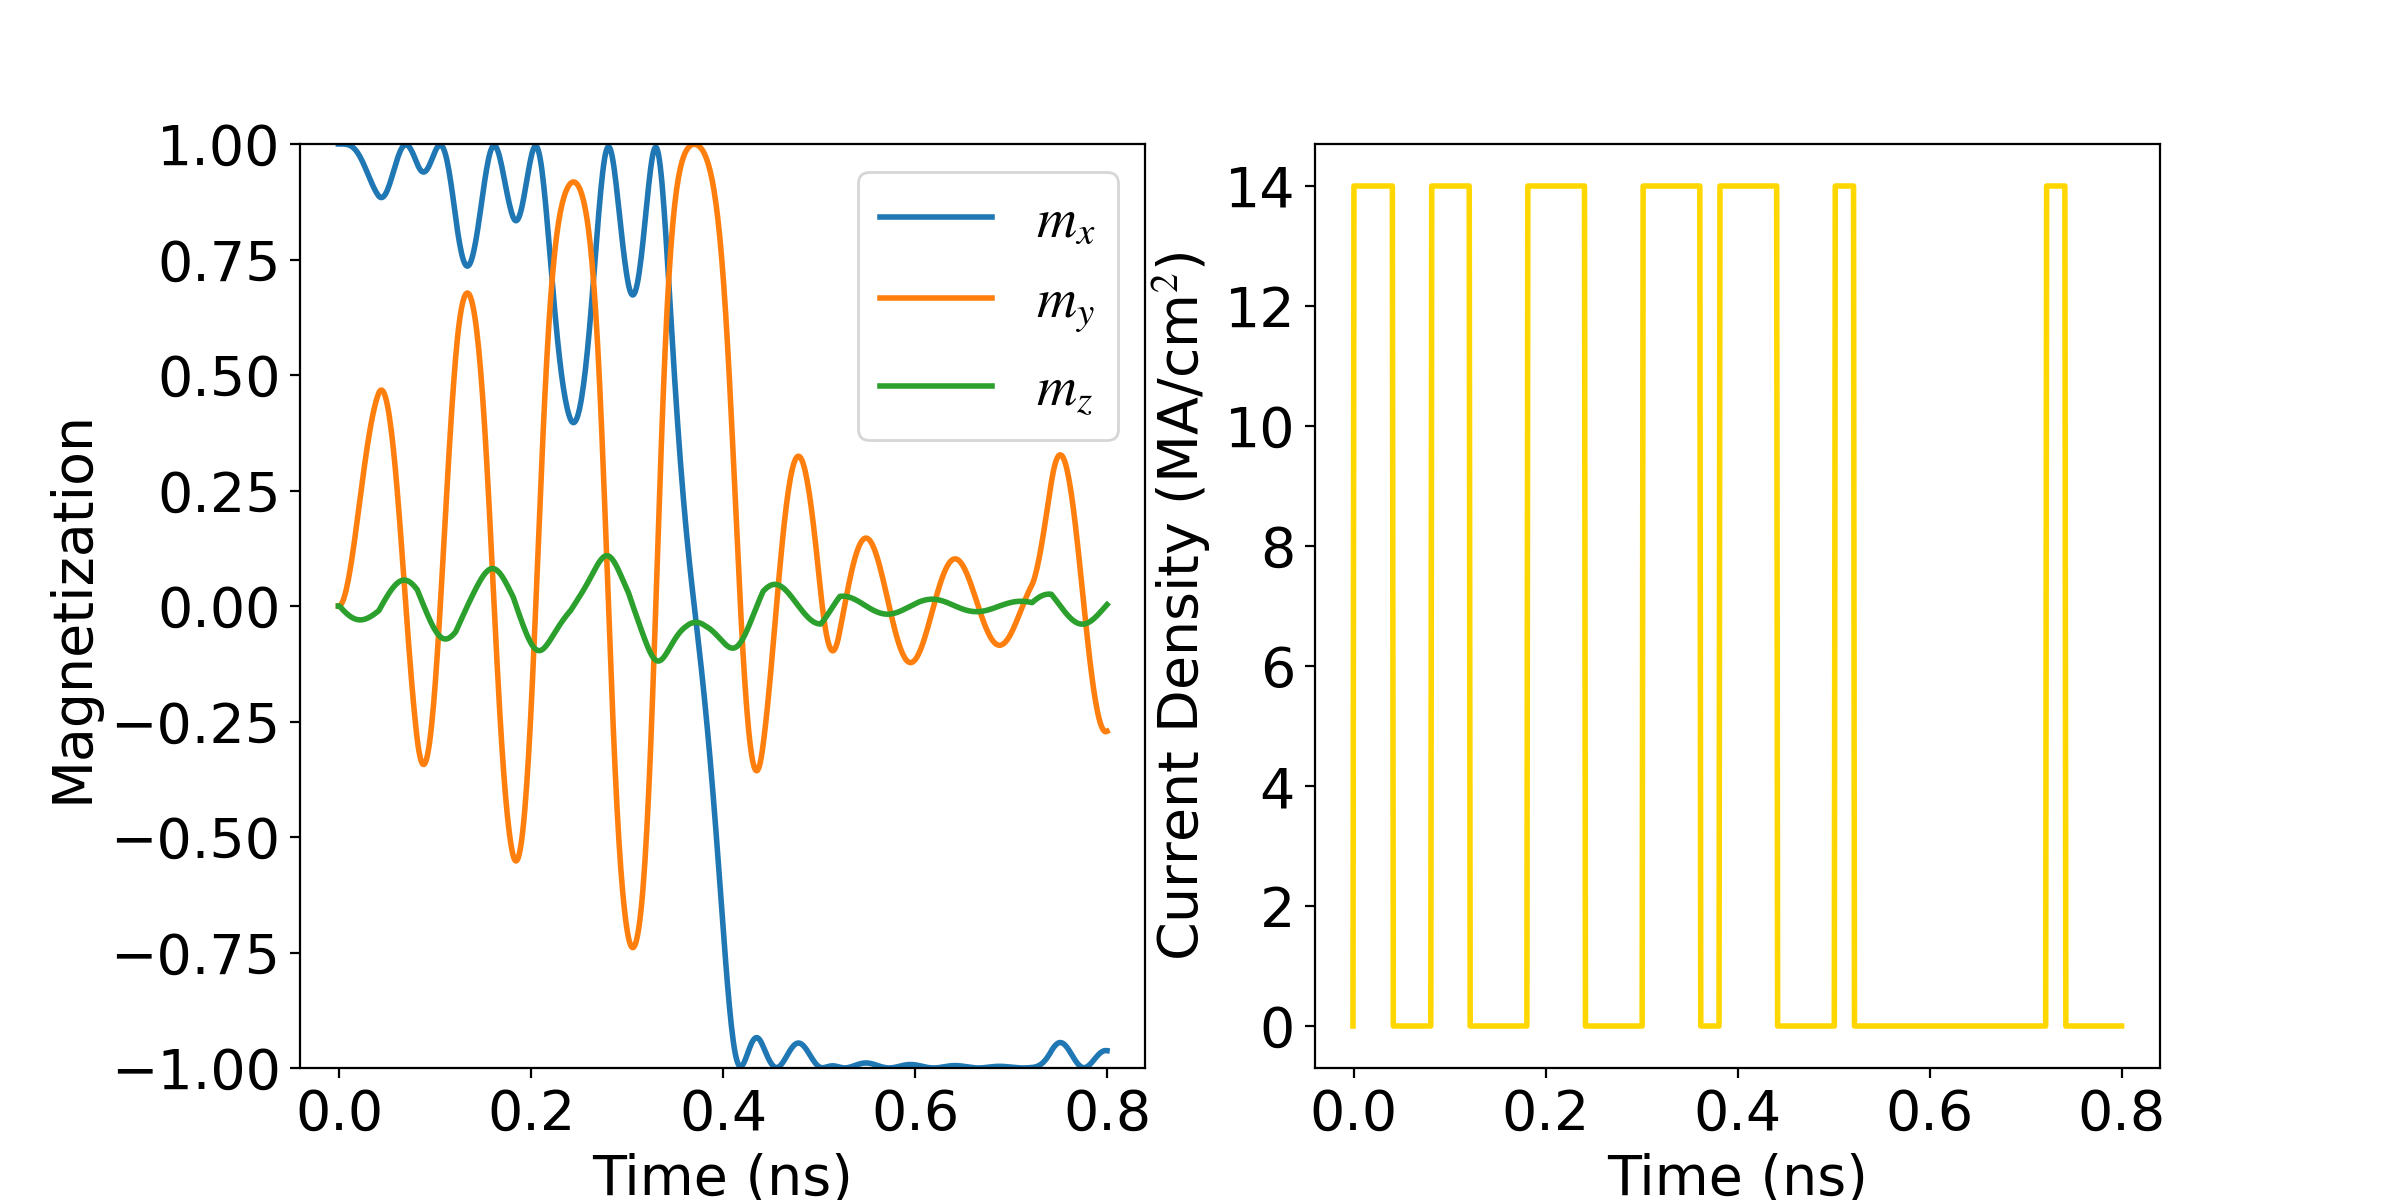 Magnetization
1.00
0.75
0.50
0.25
0.00
−0.25
−0.50
−0.75
−1.00
0.0 0.2 0.4 0.6 0.8
Time (ns)
m_x
m_y
m_z
Current Density (MA/cm²)
14
12
10
8
6
4
2
0
0.0 0.2 0.4 0.6 0.8
Time (ns)